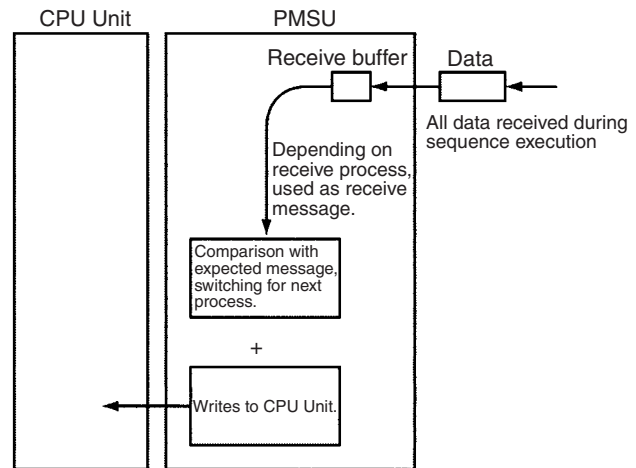 CPU Unit
PMSU
Receive buffer
Data
All data received during
sequence execution
Depending on
receive process,
used as receive
message.
Comparison with
expected message,
switching for next
process.
+
Writes to CPU Unit.